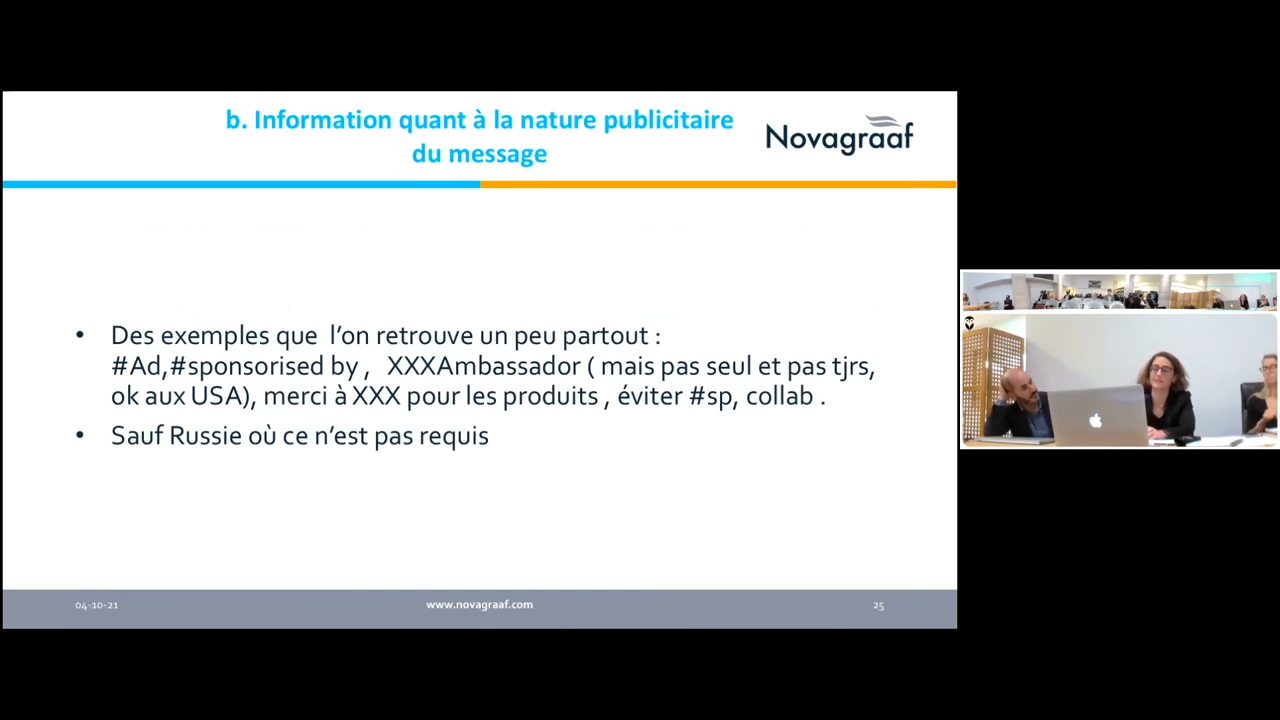 b. Information quant à la nature publicitaire
du message
Novagraaf
• Des exemples que l’on retrouve un peu partout :
#Ad,#sponsorised by , XXXAmbassador ( mais pas seul et pas tjrs,
ok aux USA), merci à XXX pour les produits , éviter #sp, collab .
• Sauf Russie où ce n’est pas requis
04-10-21
www.novagraaf.com
25